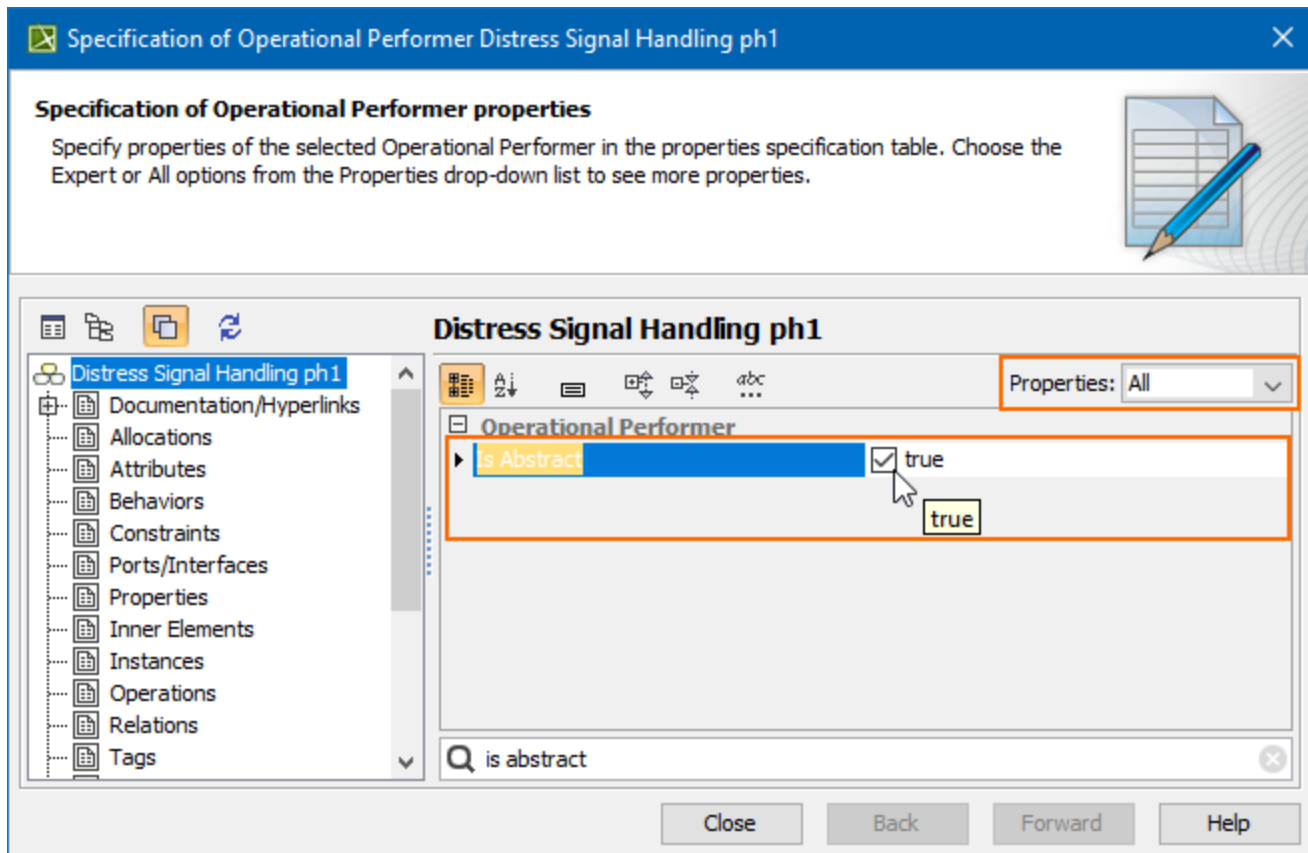 Specification of Operational Performer Distress Signal Handling ph1
Specification of Operational Performer properties
Specify properties of the selected Operational Performer in the properties specification table. Choose the
Expert or All options from the Properties drop-down list to see more properties.
Distress Signal Handling ph1
Distress Signal Handling ph1
Documentation/Hyperlinks
Allocations
Attributes
Behaviors
Constraints
Ports/Interfaces
Properties
Inner Elements
Instances
Operations
Relations
Tags
A
Z
abc
Properties: All
Operational Performer
Is Abstract true
true
is abstract
Close Back Forward Help